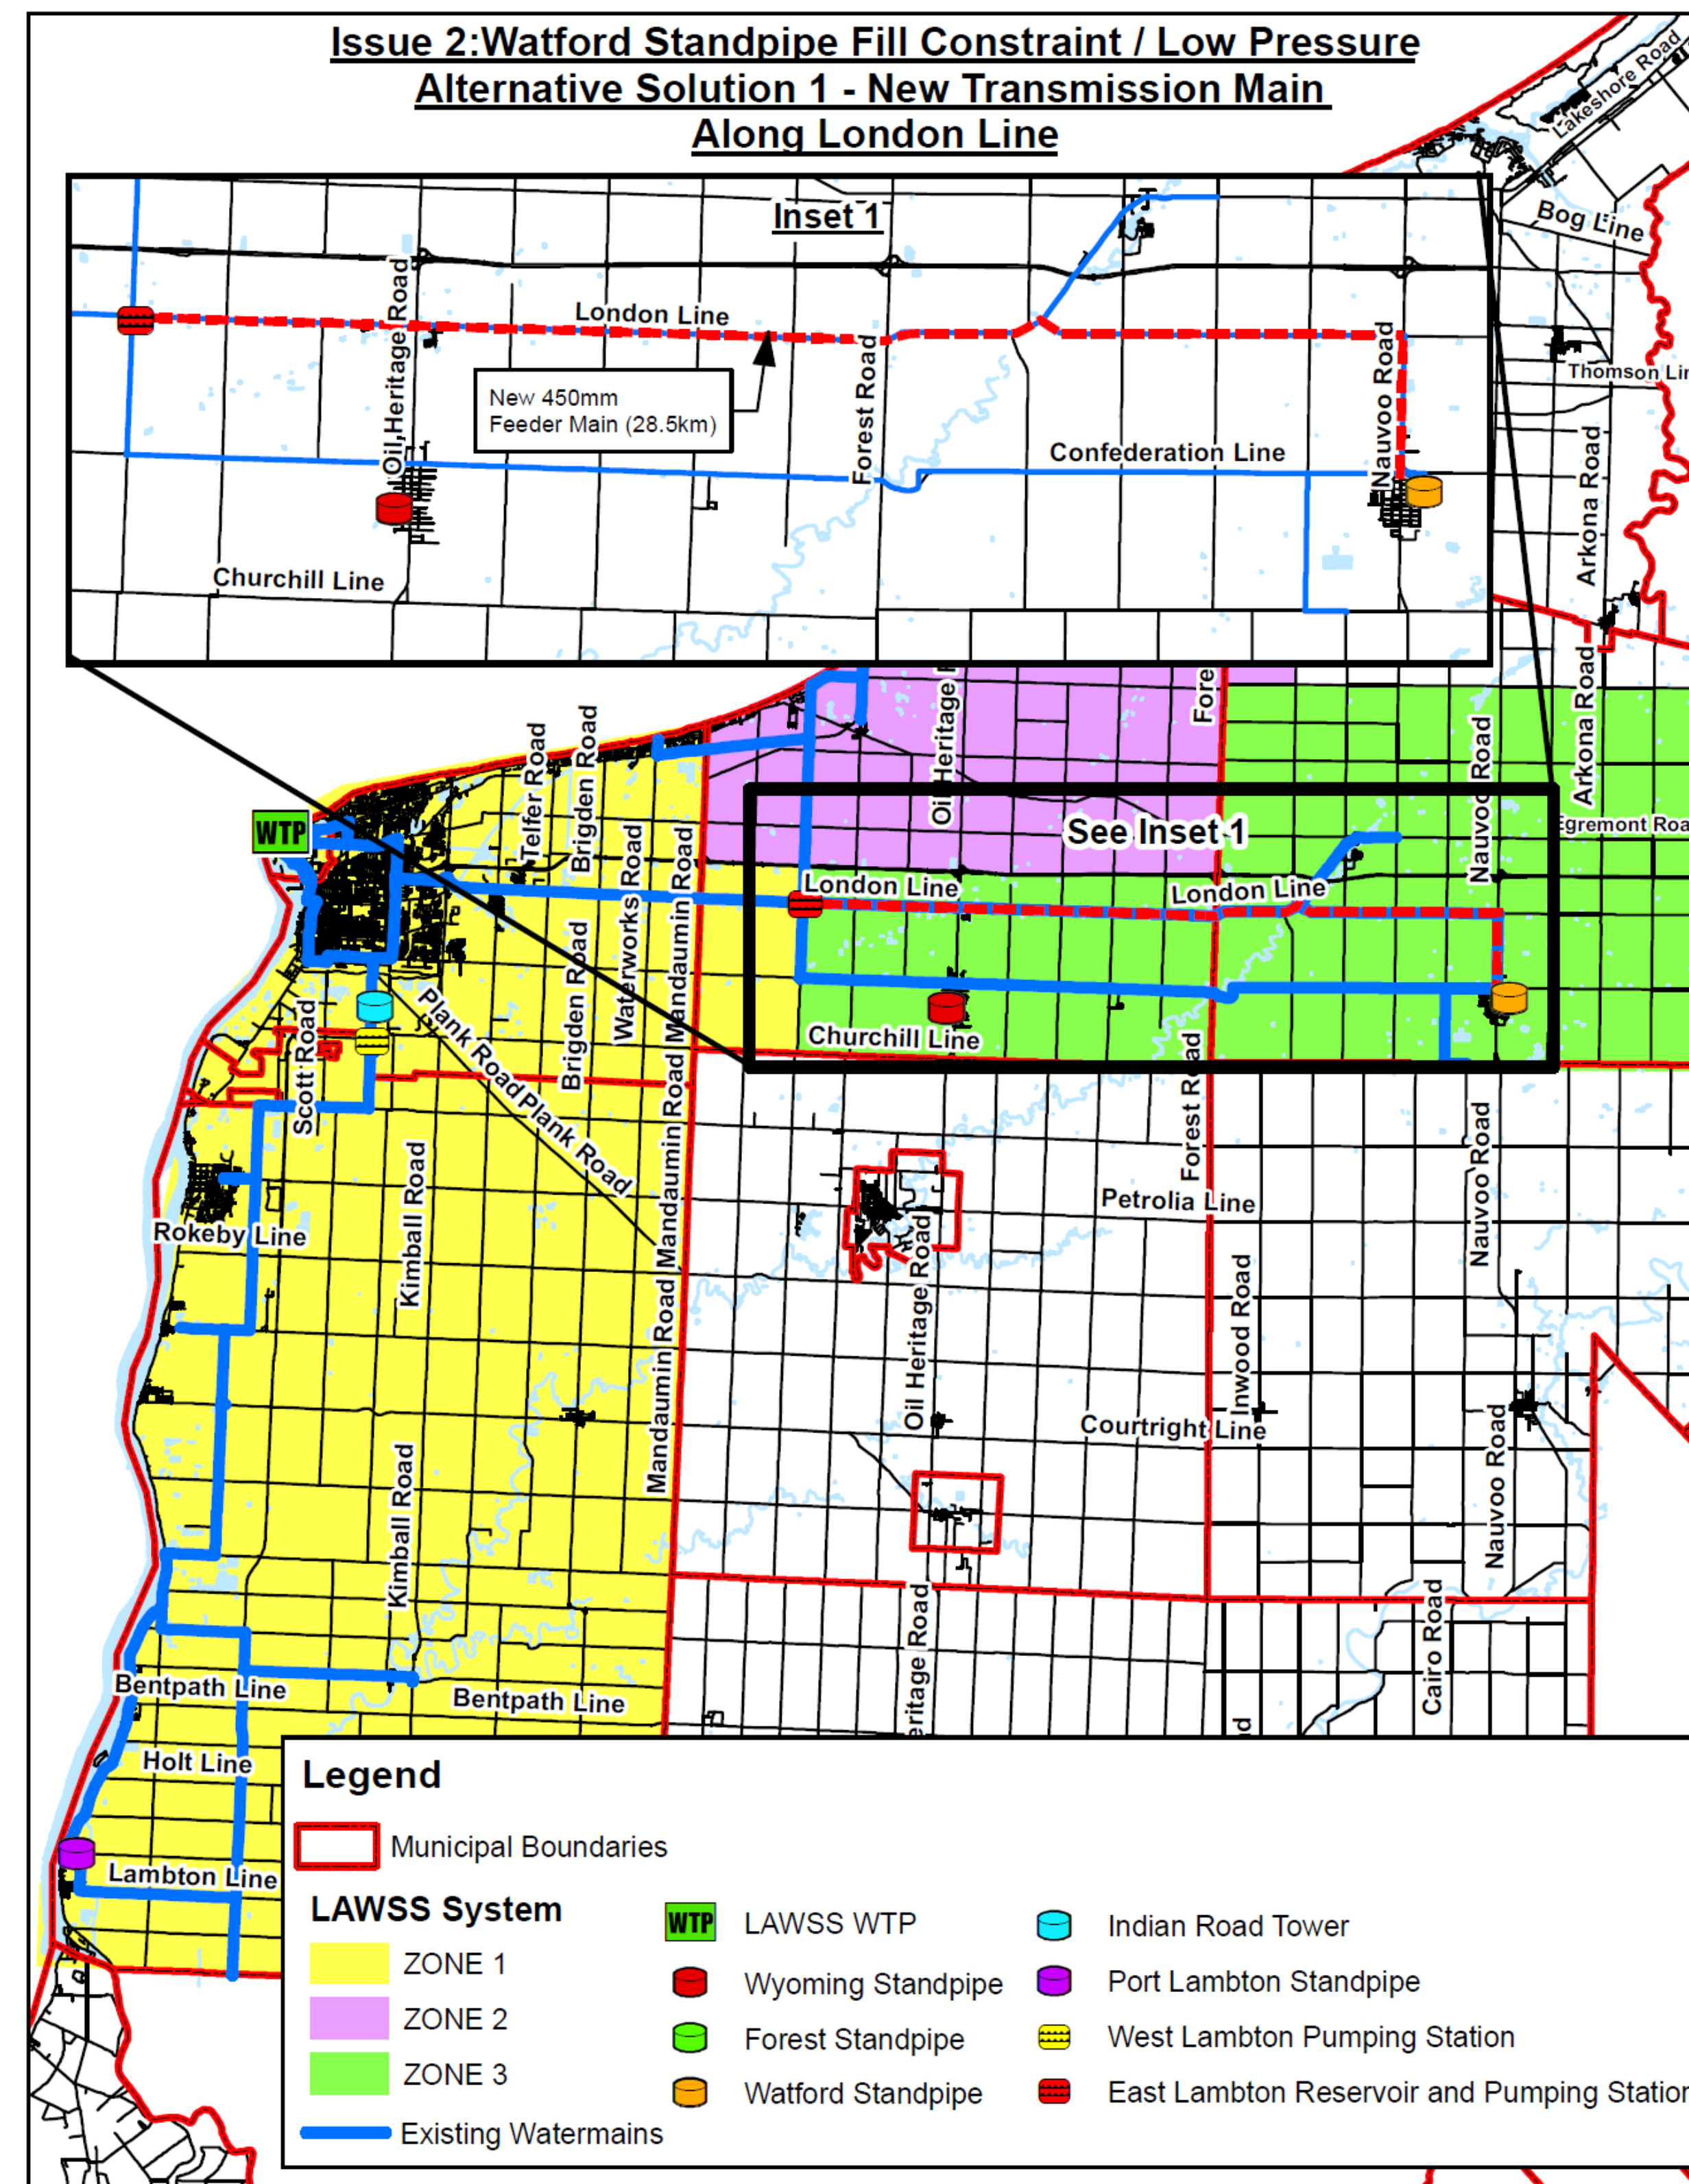 Issue 2:Watford Standpipe Fill Constraint / Low Pressure
Alternative Solution 1 - New Transmission Main
Along London Line
Lakeshore Road
Bog Line
Inset 1
Oil Heritage Road
London Line
New 450mm
Feeder Main (28.5km)
Forest Road
Nauvoo Road
Confederation Line
Churchill Line
Arkona Road
Arkona Road
Nauvoo Road
Telfer Road
Brigden Road
WTP
See Inset 1
London Line
London Line
Waterworks Road
Mandaumin Road
Mandaumin Road
Mandaumin Road
Mandaumin Road
Mandaumin Road
Brigden Road
Plank Road
Plank Road
Scott Road
Churchill Line
Forest Road
Petrolia Line
Nauvoo Road
Rokeby Line
Kimball Road
Oil Heritage Road
Inwood Road
Courtright Line
Nauvoo Road
Kimball Road
Cairo Road
Bentpath Line
Bentpath Line
Holt Line
Lambton Line
Legend
Municipal Boundaries
LAWSS System
ZONE 1
ZONE 2
ZONE 3
Existing Watermains
WTP LAWSS WTP
Wyoming Standpipe
Forest Standpipe
Watford Standpipe
Indian Road Tower
Port Lambton Standpipe
West Lambton Pumping Station
East Lambton Reservoir and Pumping Station